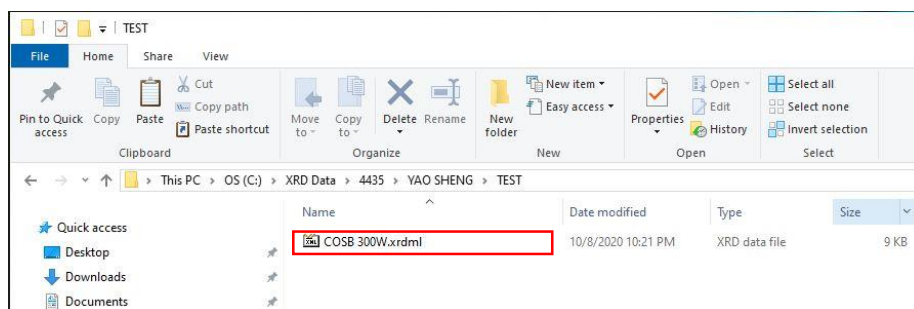 TEST
File Home Share View
Pin to Quick access
Copy
Paste
Cut
Copy path
Paste shortcut
Move to
Copy to
Delete
Rename
New folder
New item
Easy access
Properties
Open
Edit
History
Select all
Select none
Invert selection
Clipboard Organize New Open Select
This PC > OS (C:) > XRD Data > 4435 > YAO SHENG > TEST
Name Date modified Type Size
Quick access
Desktop
Downloads
Documents
COSB 300W.xrdml 10/8/2020 10:21 PM XRD data file 9 KB